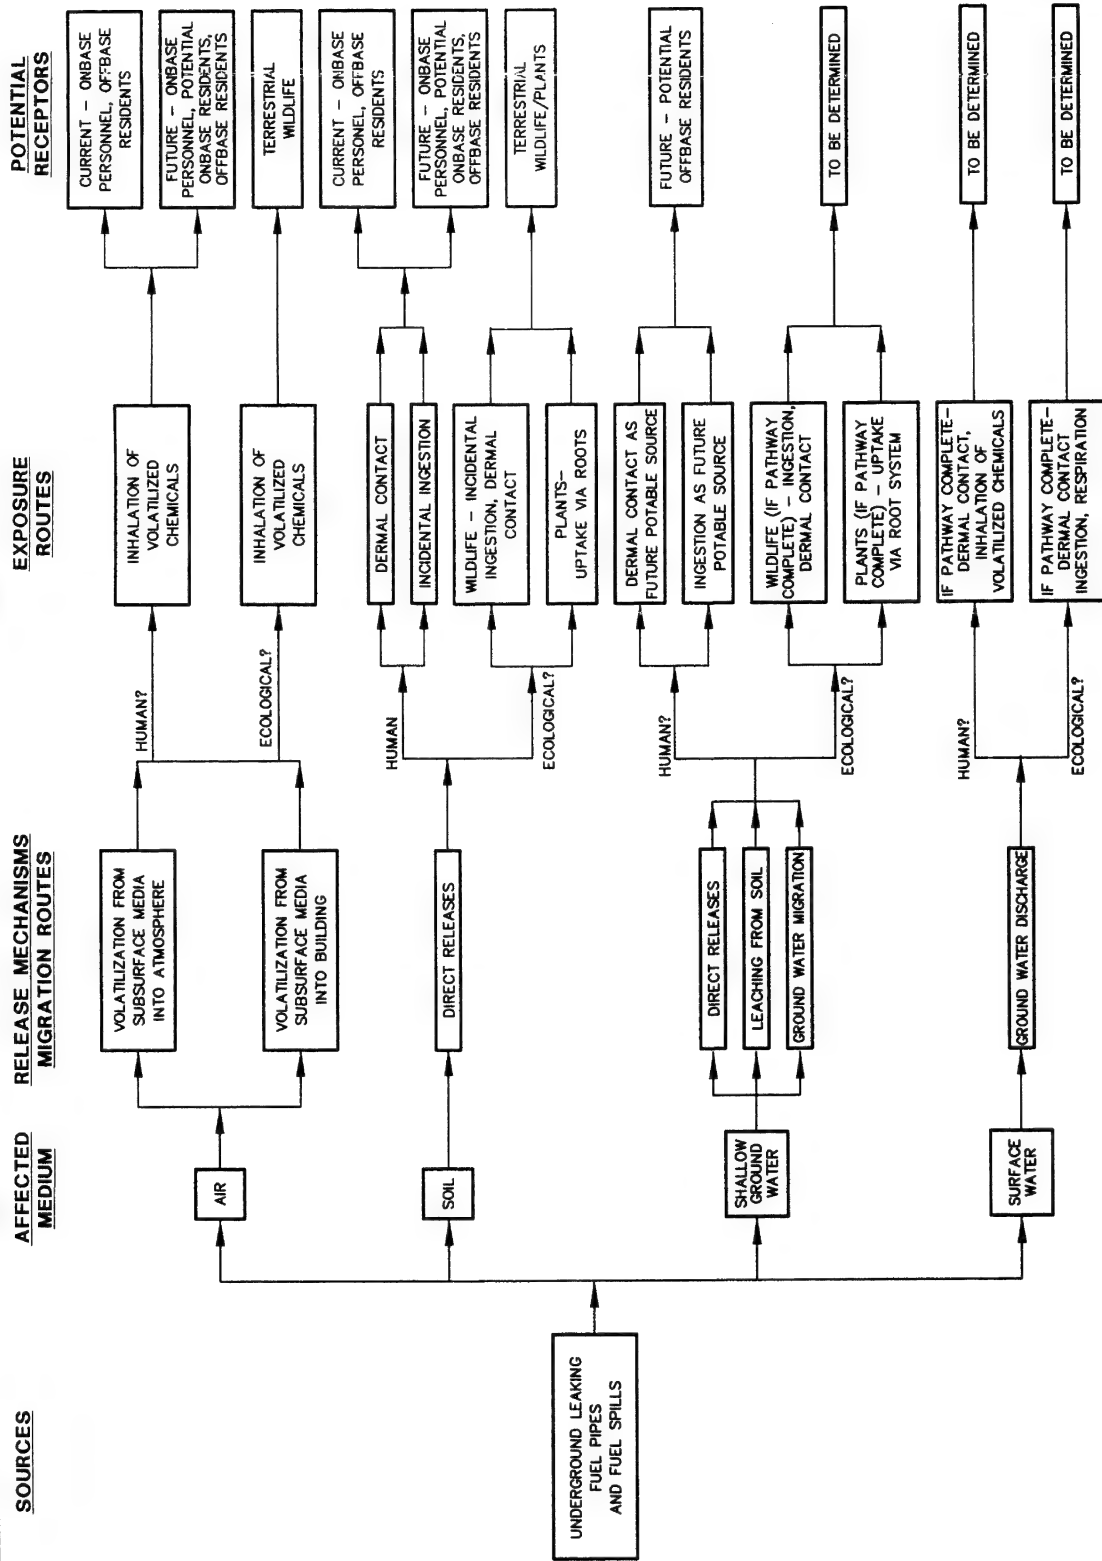 SOURCES
AFFECTED
MEDIUM
RELEASE MECHANISMS
MIGRATION ROUTES
EXPOSURE
ROUTES
POTENTIAL
RECEPTORS
UNDERGROUND LEAKING
FUEL PIPES
AND FUEL SPILLS
AIR
VOLATILIZATION FROM
SUBSURFACE MEDIA
INTO ATMOSPHERE
VOLATILIZATION FROM
SUBSURFACE MEDIA
INTO BUILDING
HUMAN?
ECOLOGICAL?
INHALATION OF
VOLATILIZED
CHEMICALS
INHALATION OF
VOLATILIZED
CHEMICALS
CURRENT – ONBASE
PERSONNEL, OFFBASE
RESIDENTS
FUTURE – ONBASE
PERSONNEL, POTENTIAL
ONBASE RESIDENTS,
OFFBASE RESIDENTS
TERRESTRIAL
WILDLIFE
SOIL
DIRECT RELEASES
HUMAN
ECOLOGICAL?
DERMAL CONTACT
INCIDENTAL INGESTION
WILDLIFE – INCIDENTAL
INGESTION, DERMAL
CONTACT
PLANTS–
UPTAKE VIA ROOTS
CURRENT – ONBASE
PERSONNEL, OFFBASE
RESIDENTS
FUTURE – ONBASE
PERSONNEL, POTENTIAL
ONBASE RESIDENTS,
OFFBASE RESIDENTS
TERRESTRIAL
WILDLIFE/PLANTS
SHALLOW
GROUND
WATER
DIRECT RELEASES
LEACHING FROM SOIL
GROUND WATER MIGRATION
HUMAN?
ECOLOGICAL?
DERMAL CONTACT AS
FUTURE POTABLE SOURCE
INGESTION AS FUTURE
POTABLE SOURCE
WILDLIFE (IF PATHWAY
COMPLETE) – INGESTION,
DERMAL CONTACT
PLANTS (IF PATHWAY
COMPLETE) – UPTAKE
VIA ROOT SYSTEM
FUTURE – POTENTIAL
OFFBASE RESIDENTS
TO BE DETERMINED
SURFACE
WATER
GROUND WATER DISCHARGE
HUMAN?
ECOLOGICAL?
IF PATHWAY COMPLETE–
DERMAL CONTACT,
INHALATION OF
VOLATILIZED CHEMICALS
IF PATHWAY COMPLETE–
DERMAL CONTACT
INGESTION, RESPIRATION
TO BE DETERMINED
TO BE DETERMINED